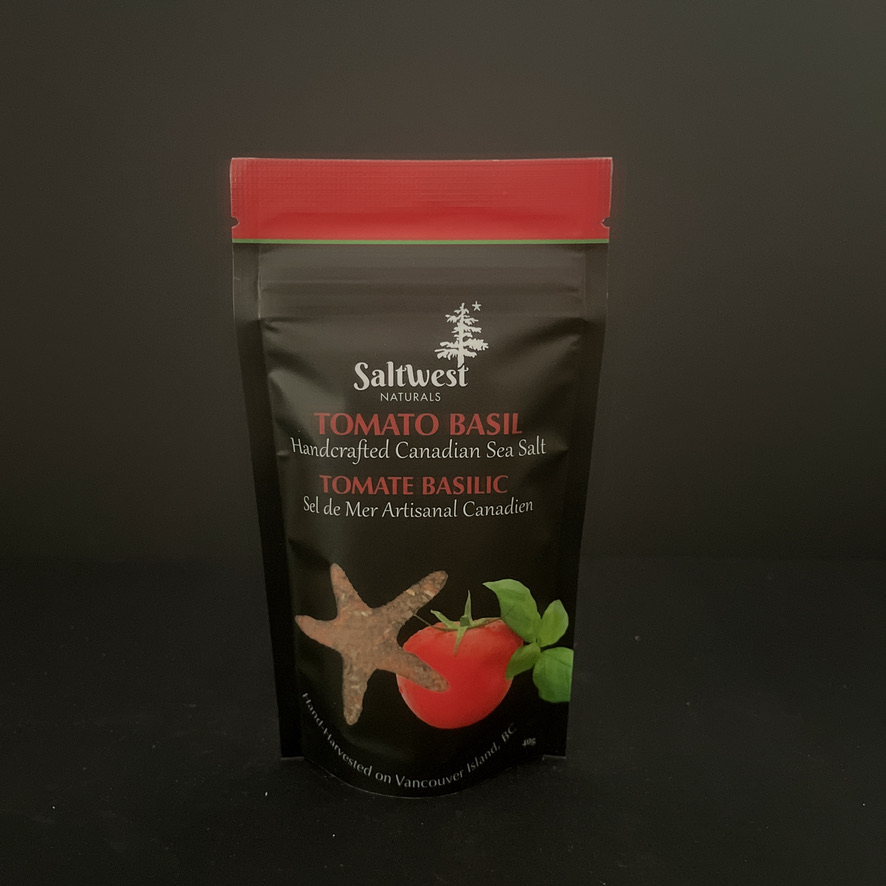 SaltWest
NATURALS
TOMATO BASIL
Handcrafted Canadian Sea Salt
TOMATE BASILIC
Sel de Mer Artisanal Canadien
Hand-Harvested on Vancouver Island, BC
40g